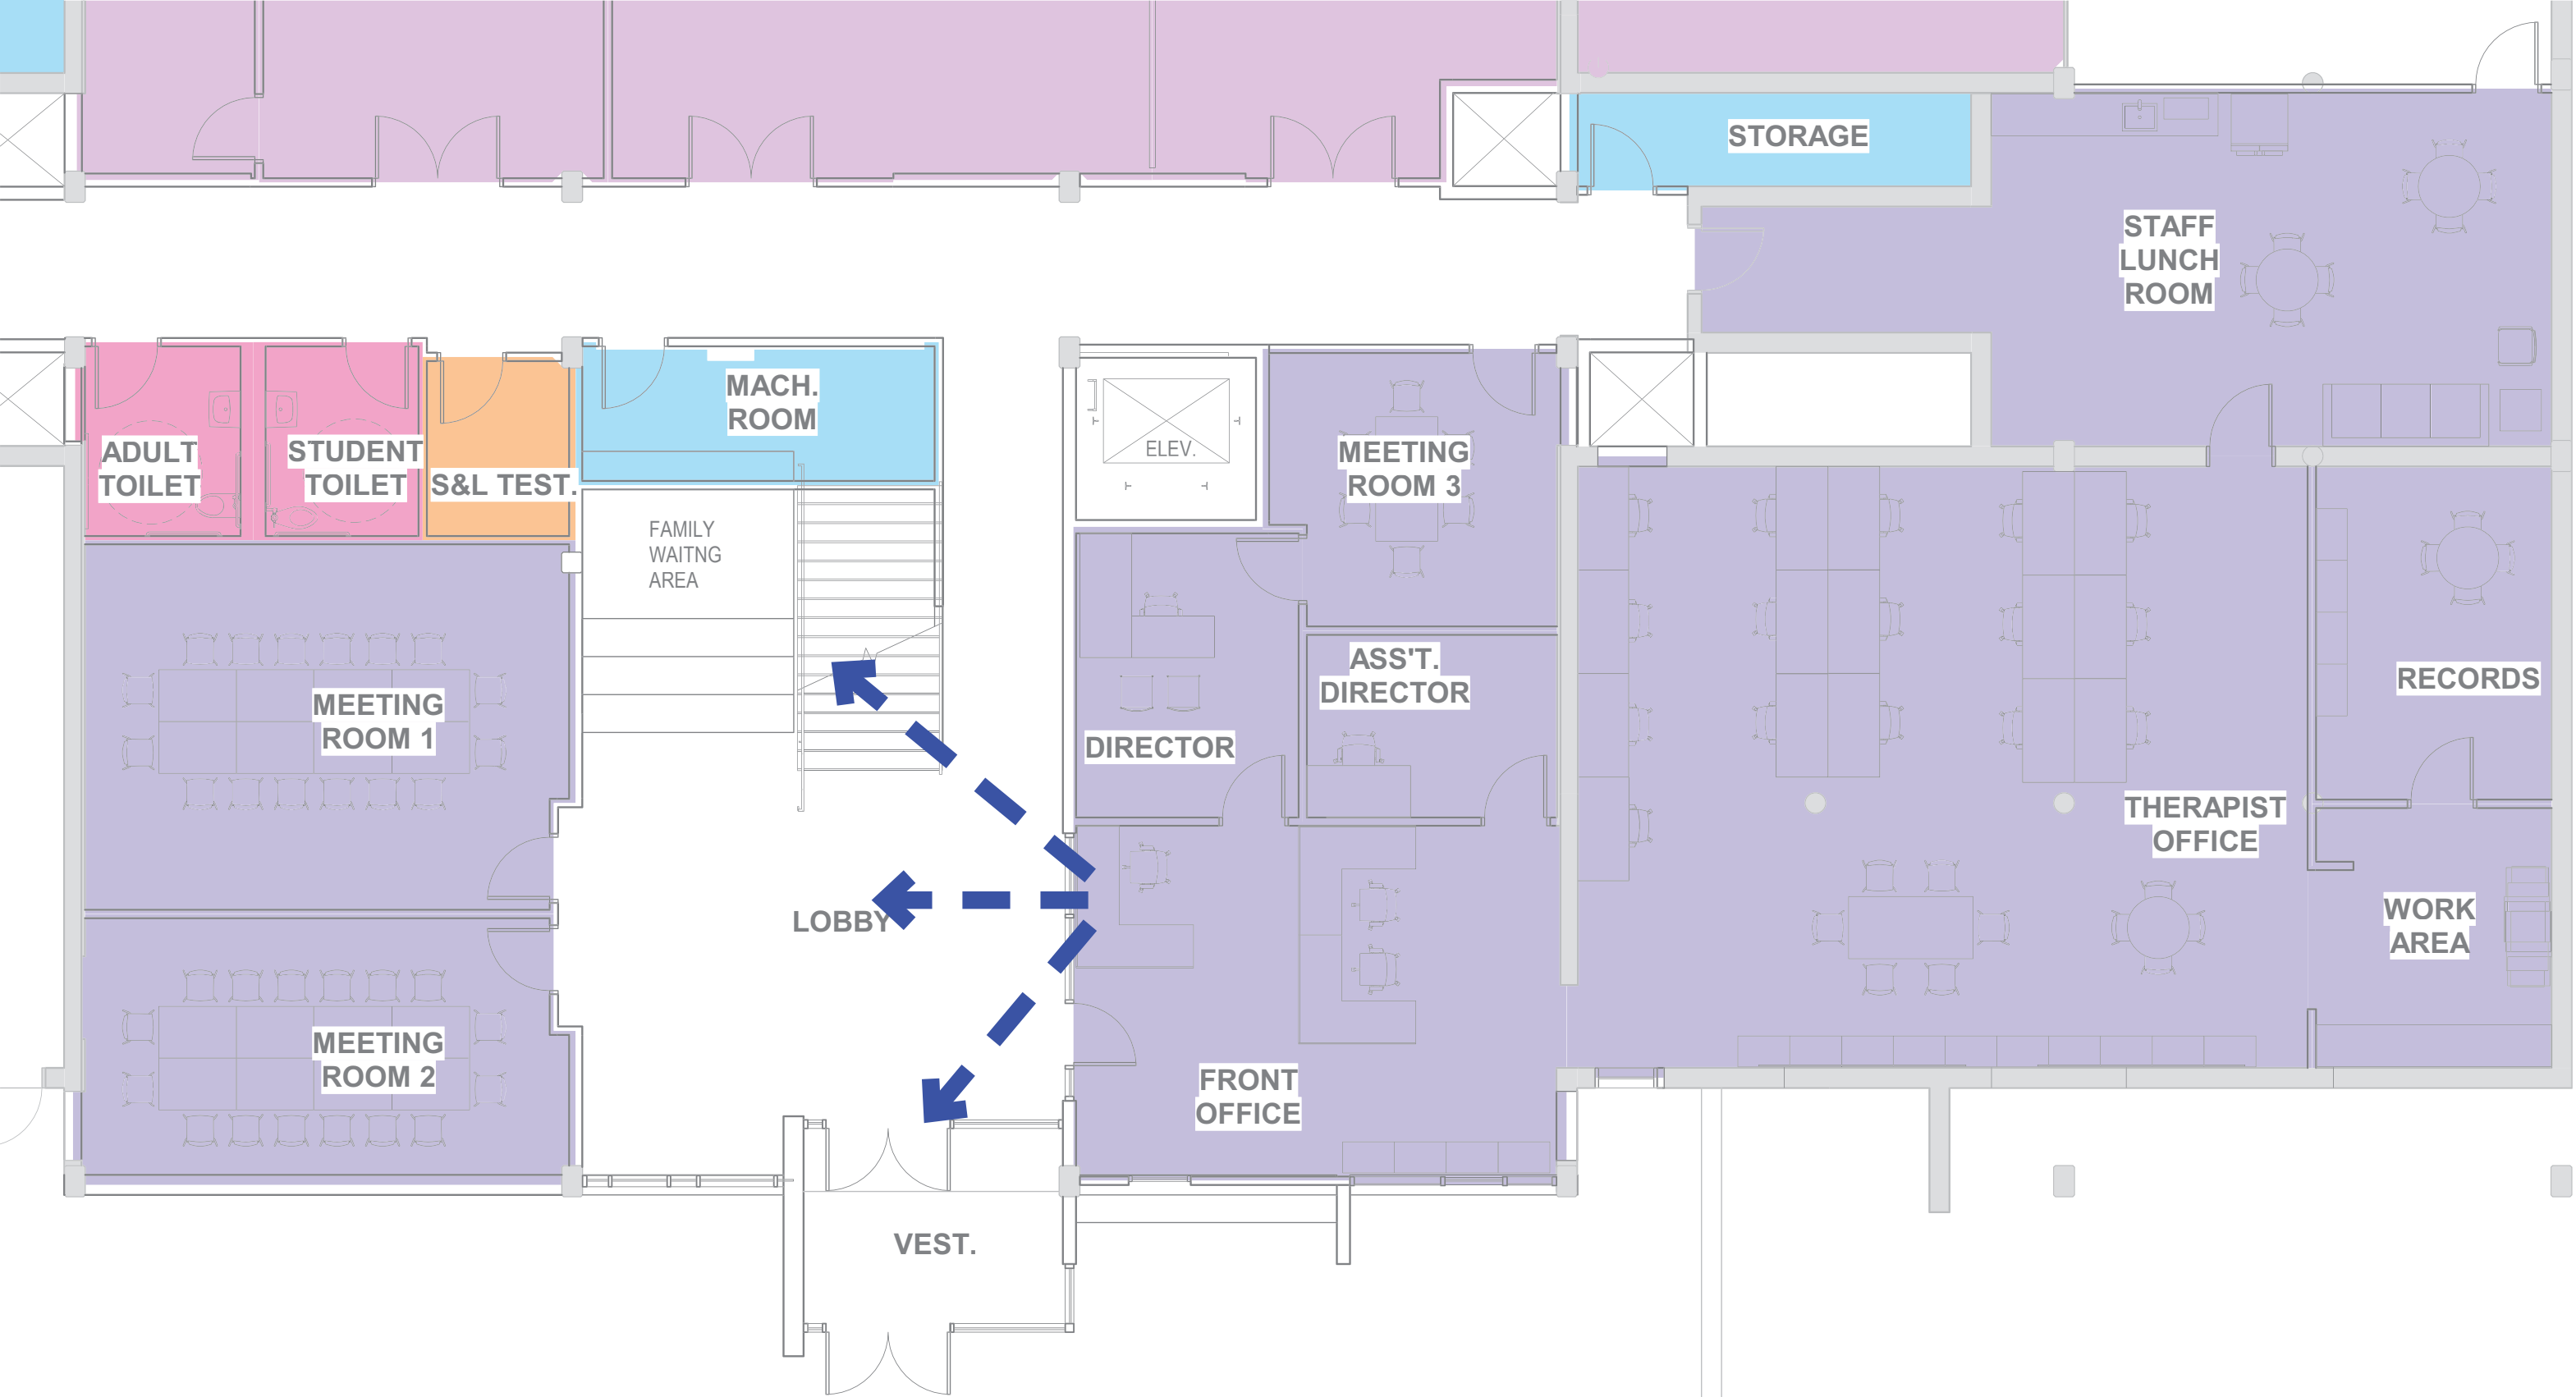 STORAGE
STAFF
LUNCH
ROOM
MACH.
ROOM
ADULT
TOILET
STUDENT
TOILET
S&L TEST.
ELEV.
MEETING
ROOM 3
FAMILY
WAITNG
AREA
MEETING
ROOM 1
DIRECTOR
ASS'T.
DIRECTOR
RECORDS
THERAPIST
OFFICE
LOBBY
WORK
AREA
MEETING
ROOM 2
FRONT
OFFICE
VEST.